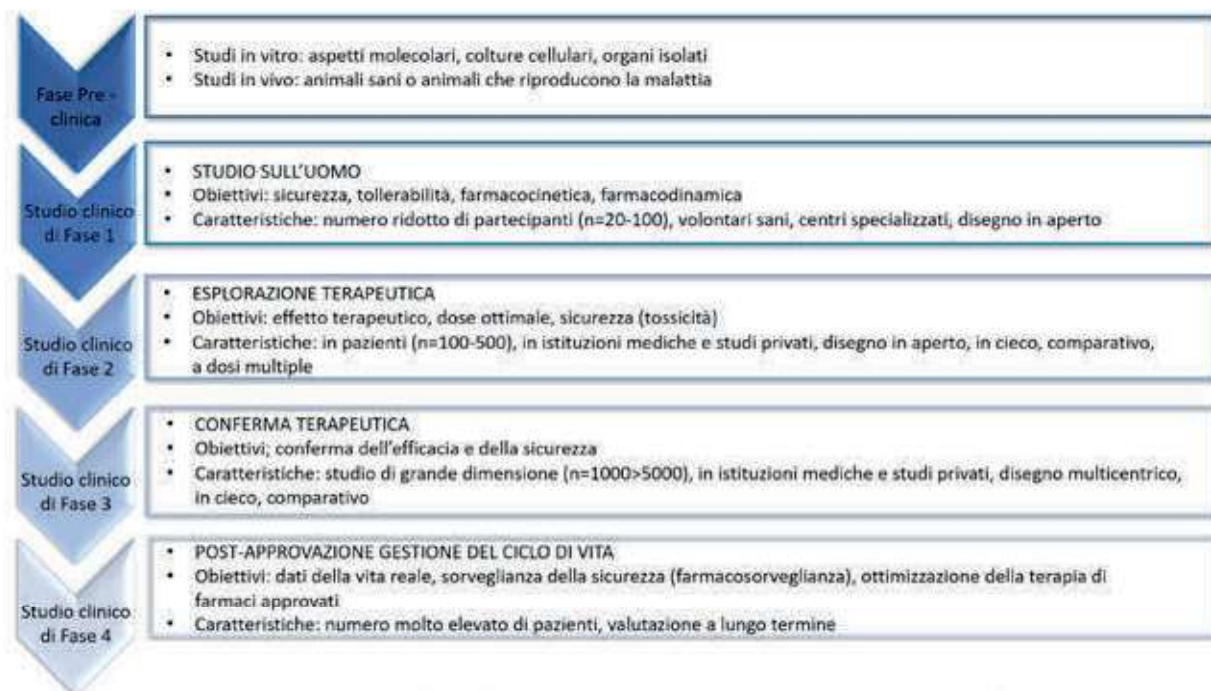 Fase Pre -
clinica
• Studi in vitro: aspetti molecolari, colture cellulari, organi isolati
• Studi in vivo: animali sani o animali che riproducono la malattia
Studio clinico
di Fase 1
• STUDIO SULL'UOMO
• Obiettivi: sicurezza, tollerabilità, farmacocinetica, farmacodinamica
• Caratteristiche: numero ridotto di partecipanti (n=20-100), volontari sani, centri specializzati, disegno in aperto
Studio clinico
di Fase 2
• ESPLORAZIONE TERAPEUTICA
• Obiettivi: effetto terapeutico, dose ottimale, sicurezza (tossicità)
• Caratteristiche: in pazienti (n=100-500), in istituzioni mediche e studi privati, disegno in aperto, in cieco, comparativo,
a dosi multiple
Studio clinico
di Fase 3
• CONFERMA TERAPEUTICA
• Obiettivi; conferma dell'efficacia e della sicurezza
• Caratteristiche: studio di grande dimensione (n=1000>5000), in istituzioni mediche e studi privati, disegno multicentrico,
in cieco, comparativo
Studio clinico
di Fase 4
• POST-APPROVAZIONE GESTIONE DEL CICLO DI VITA
• Obiettivi: dati della vita reale, sorveglianza della sicurezza (farmacosorveglianza), ottimizzazione della terapia di
farmaci approvati
• Caratteristiche: numero molto elevato di pazienti, valutazione a lungo termine